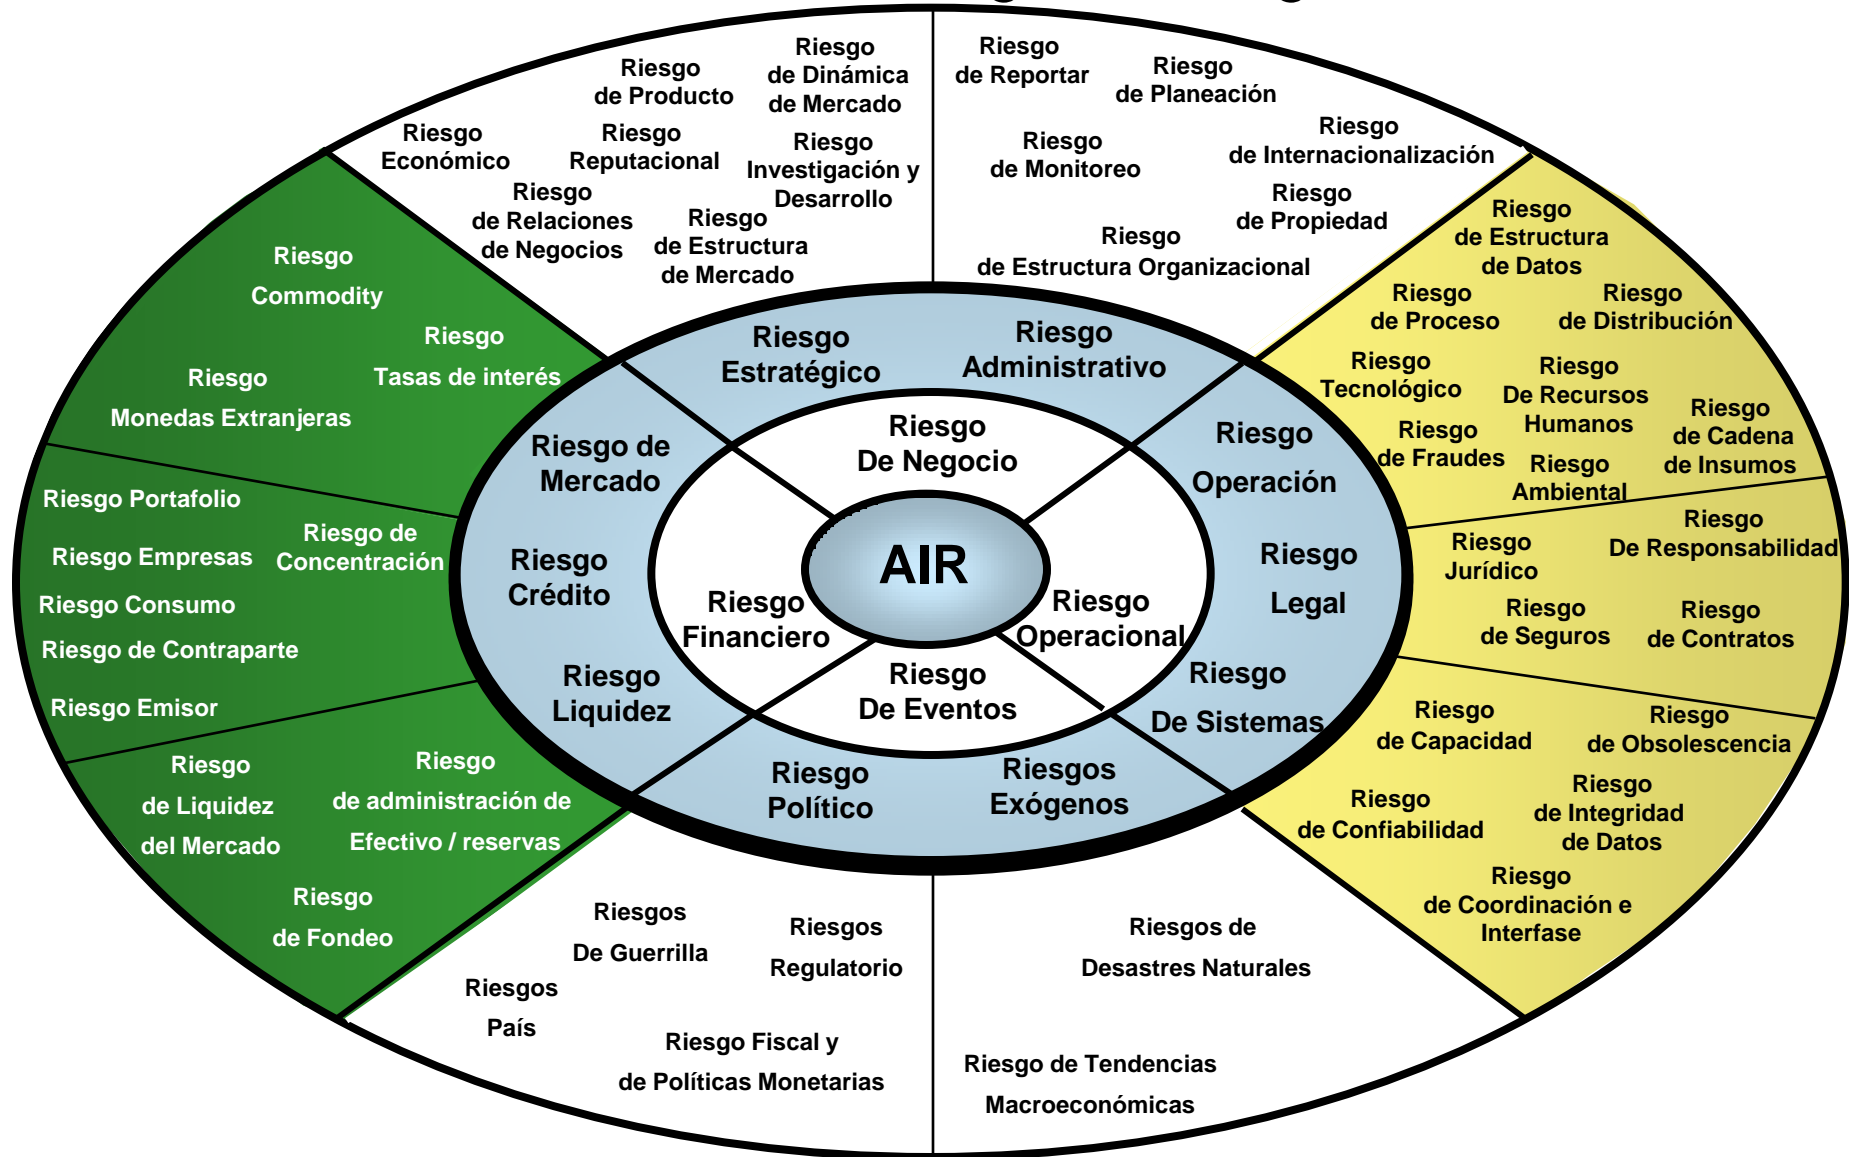 Riesgo
de Producto
Riesgo
de Dinámica
de Mercado
Riesgo
Económico
Riesgo
Reputacional
Riesgo
Investigación y
Desarrollo
Riesgo
de Relaciones
de Negocios
Riesgo
de Estructura
de Mercado
Riesgo
de Reportar
Riesgo
de Planeación
Riesgo
de Monitoreo
Riesgo
de Internacionalización
Riesgo
de Propiedad
Riesgo
de Estructura Organizacional
Riesgo
Commodity
Riesgo
Tasas de interés
Riesgo
Monedas Extranjeras
Riesgo Portafolio
Riesgo de
Concentración
Riesgo Empresas
Riesgo Consumo
Riesgo de Contraparte
Riesgo Emisor
Riesgo
de Liquidez
del Mercado
Riesgo
de administración de
Efectivo / reservas
Riesgo
de Fondeo
Riesgo
Estratégico
Riesgo
Administrativo
Riesgo de
Mercado
Riesgo
Crédito
Riesgo
Liquidez
Riesgo
De Negocio
AIR
Riesgo
Financiero
Riesgo
Operacional
Riesgo
De Eventos
Riesgo
Operación
Riesgo
Legal
Riesgo
De Sistemas
Riesgo
Político
Riesgos
Exógenos
Riesgo
de Estructura
de Datos
Riesgo
de Proceso
Riesgo
de Distribución
Riesgo
Tecnológico
Riesgo
De Recursos
Humanos
Riesgo
de Cadena
de Insumos
Riesgo
de Fraudes
Riesgo
Ambiental
Riesgo
De Responsabilidad
Riesgo
Jurídico
Riesgo
de Seguros
Riesgo
de Contratos
Riesgo
de Capacidad
Riesgo
de Obsolescencia
Riesgo
de Confiabilidad
Riesgo
de Integridad
de Datos
Riesgo
de Coordinación e
Interfase
Riesgos
De Guerrilla
Riesgos
Regulatorio
Riesgos
País
Riesgo Fiscal y
de Políticas Monetarias
Riesgos de
Desastres Naturales
Riesgo de Tendencias
Macroeconómicas